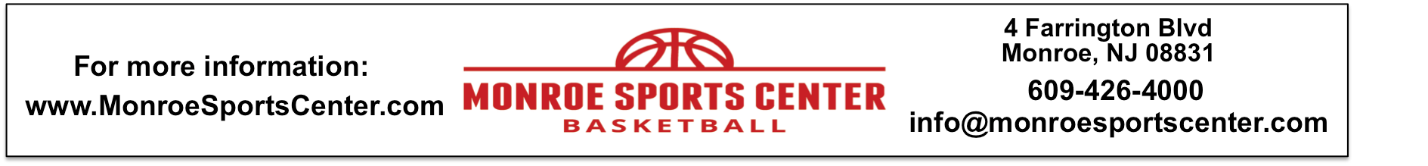 For more information:
www.MonroeSportsCenter.com
MONROE SPORTS CENTER
BASKETBALL
4 Farrington Blvd
Monroe, NJ 08831
609-426-4000
info@monroesportscenter.com